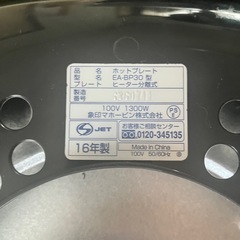 品名 ホットプレート
型名 EA-BP30 型
プレート ヒーター分離式
製造番号
100V 1300W
象印マホービン株式会社
PS E
S JET
お客様ご相談センター
0120-345135
16年製
Made in China
100V 50/60Hz